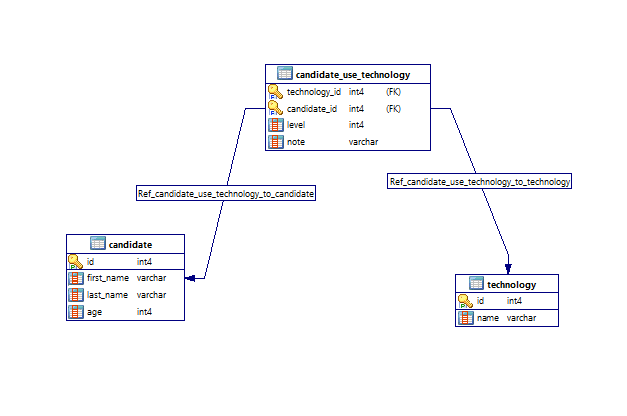 candidate_use_technology
technology_id int4 (FK)
candidate_id int4 (FK)
level int4
note varchar
Ref_candidate_use_technology_to_candidate
Ref_candidate_use_technology_to_technology
candidate
id int4
first_name varchar
last_name varchar
age int4
technology
id int4
name varchar